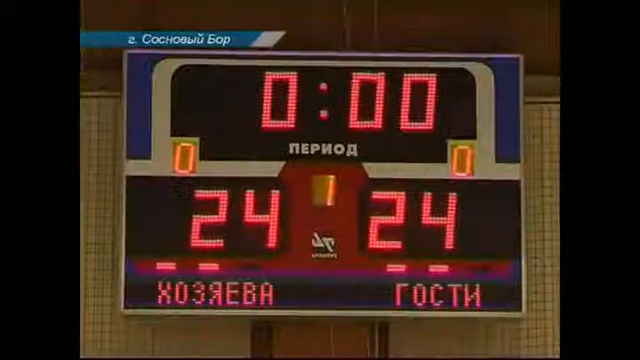 г. Сосновый Бор
0:00
ПЕРИОД
0 0
24 1 24
ХОЗЯЕВА ГОСТИ